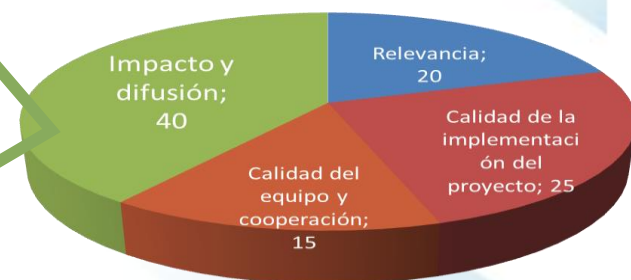 Impacto y
difusión;
40
Relevancia;
20
Calidad de la
implementaci
ón del
proyecto; 25
Calidad del
equipo y
cooperación;
15